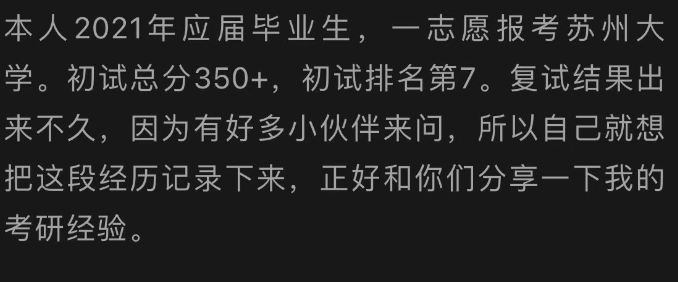 本人2021年应届毕业生，一志愿报考苏州大
学。初试总分350+，初试排名第7。复试结果出
来不久，因为有好多小伙伴来问，所以自己就想
把这段经历记录下来，正好和你们分享一下我的
考研经验。